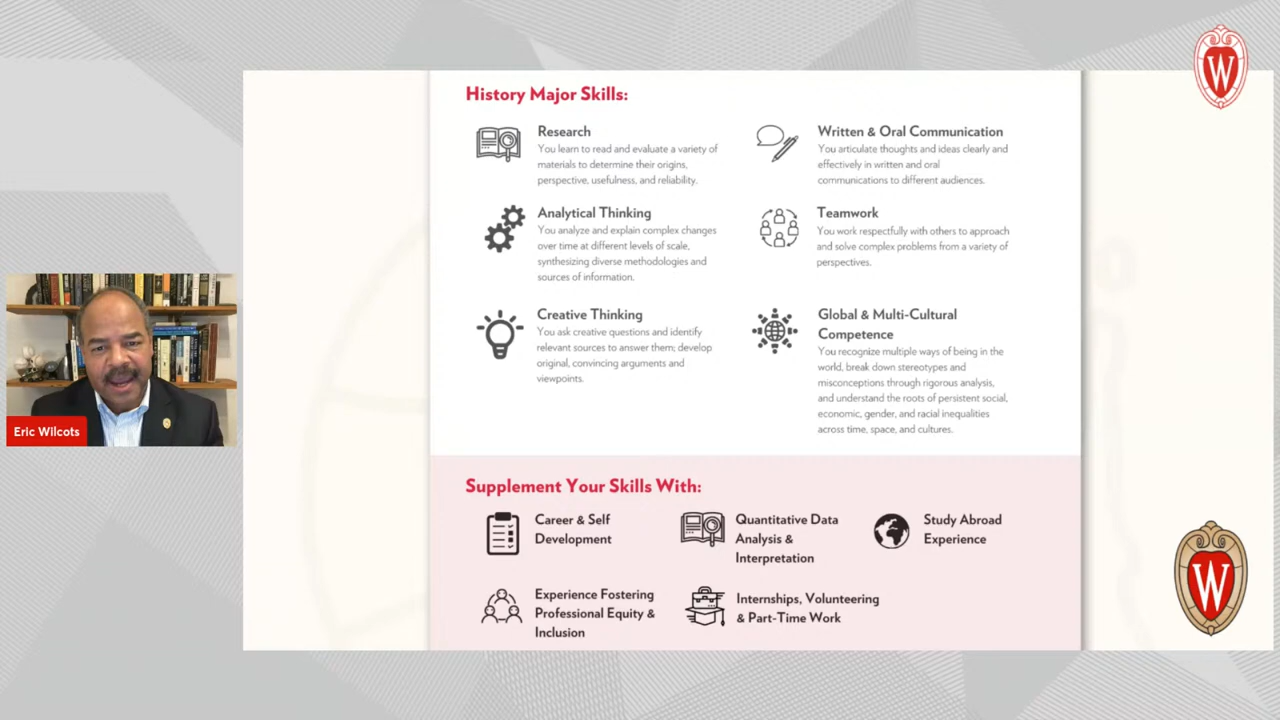 W
History Major Skills:
Research
You learn to read and evaluate a variety of
materials to determine their origins,
perspective, usefulness, and reliability.
Written & Oral Communication
You articulate thoughts and ideas clearly and
effectively in written and oral
communications to different audiences.
Analytical Thinking
You analyze and explain complex changes
over time at different levels of scale,
synthesizing diverse methodologies and
sources of information.
Teamwork
You work respectfully with others to approach
and solve complex problems from a variety of
perspectives.
Creative Thinking
You ask creative questions and identify
relevant sources to answer them; develop
original, convincing arguments and
viewpoints.
Global & Multi-Cultural
Competence
You recognize multiple ways of being in the
world, break down stereotypes and
misconceptions through rigorous analysis,
and understand the roots of persistent social,
economic, gender, and racial inequalities
across time, space, and cultures.
Eric Wilcots
Supplement Your Skills With:
Career & Self
Development
Quantitative Data
Analysis &
Interpretation
Study Abroad
Experience
Experience Fostering
Professional Equity &
Inclusion
Internships, Volunteering
& Part-Time Work
W